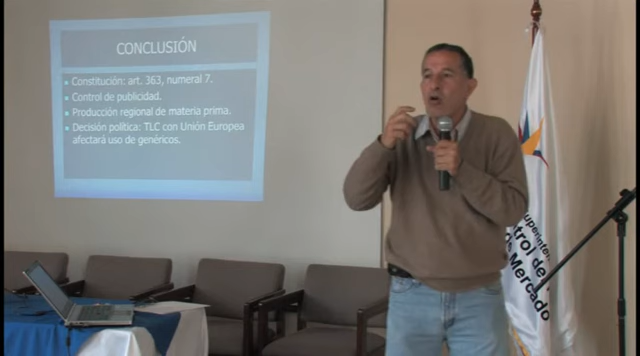 CONCLUSIÓN
Constitución: art. 363, numeral 7.
Control de publicidad.
Producción regional de materia prima.
Decisión política: TLC con Unión Europea
afectará uso de genéricos.
Control de
Mercado